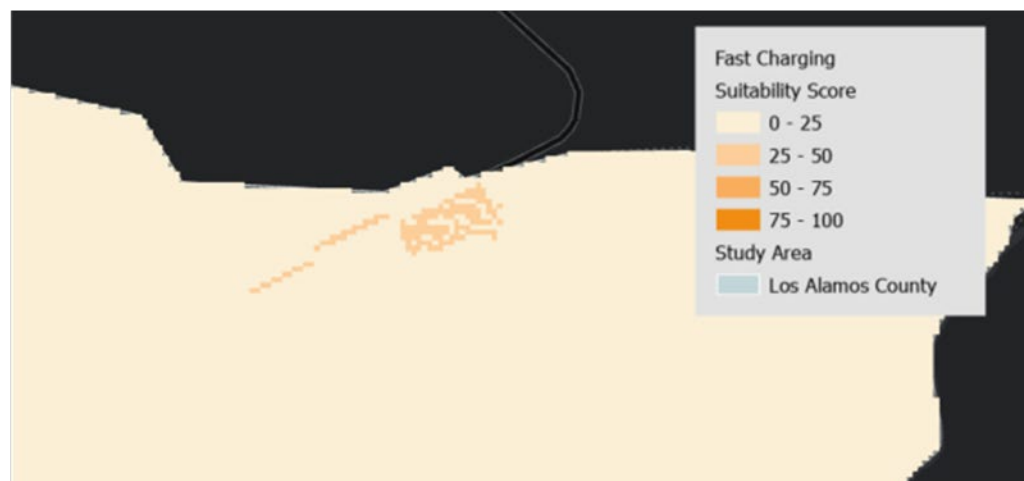 Fast Charging
Suitability Score
0 - 25
25 - 50
50 - 75
75 - 100
Study Area
Los Alamos County